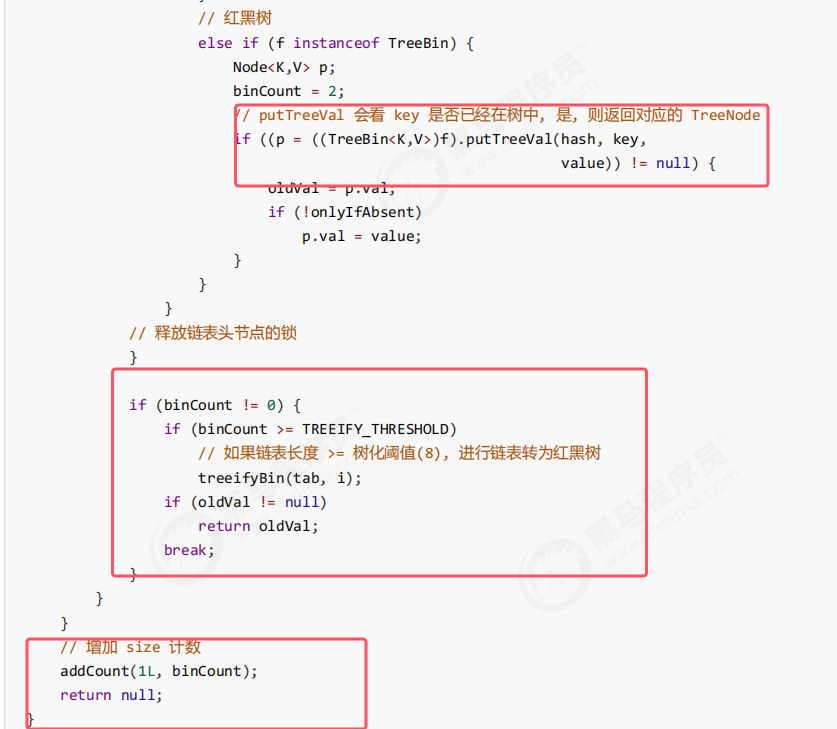 // 红黑树
else if (f instanceof TreeBin) {
Node<K,V> p;
binCount = 2;
// putTreeVal 会看 key 是否已经在树中, 是, 则返回对应的 TreeNode
if ((p = ((TreeBin<K,V>)f).putTreeVal(hash, key,
value)) != null) {
oldVal = p.val;
if (!onlyIfAbsent)
p.val = value;
}
}
}
// 释放链表头节点的锁
}
if (binCount != 0) {
if (binCount >= TREEIFY_THRESHOLD)
// 如果链表长度 >= 树化阈值(8), 进行链表转为红黑树
treeifyBin(tab, i);
if (oldVal != null)
return oldVal;
break;
}
}
}
// 增加 size 计数
addCount(1L, binCount);
return null;
}
黑马程序员
www.itheima.com